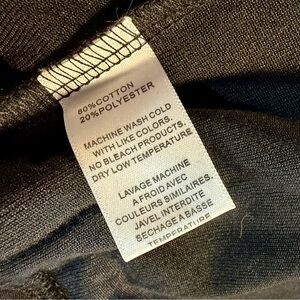 80%COTTON
20%POLYESTER
MACHINE WASH COLD
WITH LIKE COLORS.
NO BLEACH PRODUCTS.
DRY LOW TEMPERATURE
LAVAGE MACHINE
A FROID AVEC
COULEURS SIMILAIRES.
JAVEL INTERDITE
SECHAGE A BASSE
TEMPERATURE